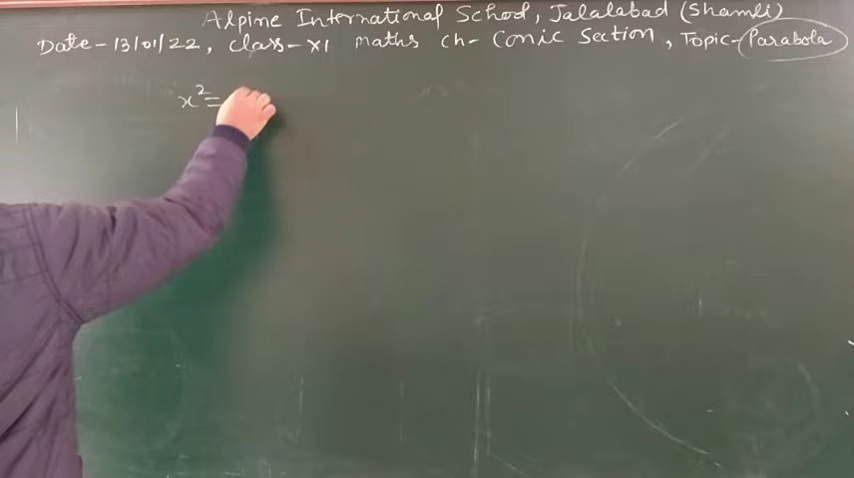 Alpine International School, Jalalabad (Shamli)
Date-13/01/22, class-XI maths ch- Conic Section, Topic-Parabola
x²=